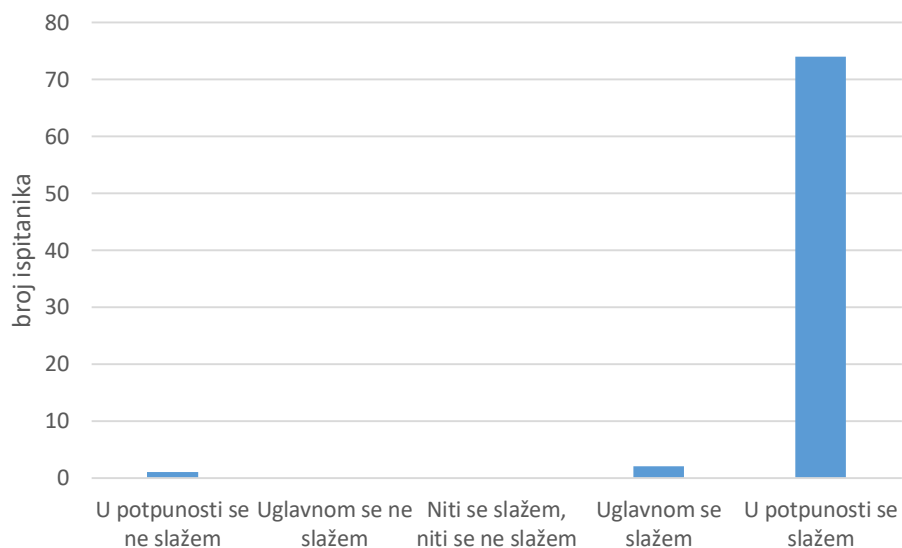 80
70
60
50
40
30
20
10
0
broj ispitanika
U potpunosti se
ne slažem
Uglavnom se ne
slažem
Niti se slažem,
niti se ne slažem
Uglavnom se
slažem
U potpunosti se
slažem